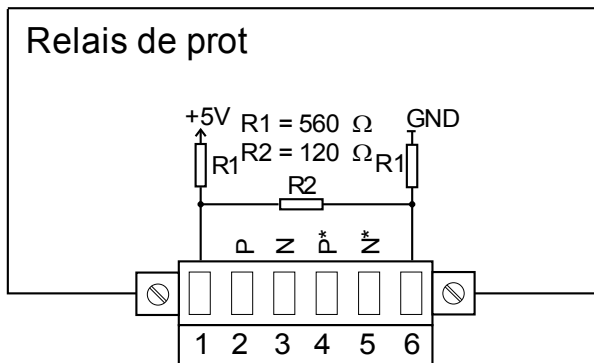 Relais de prot
+5V R1 = 560 Ω GND
R2 = 120 Ω
R1 R1
R2
P N P* N*
1 2 3 4 5 6